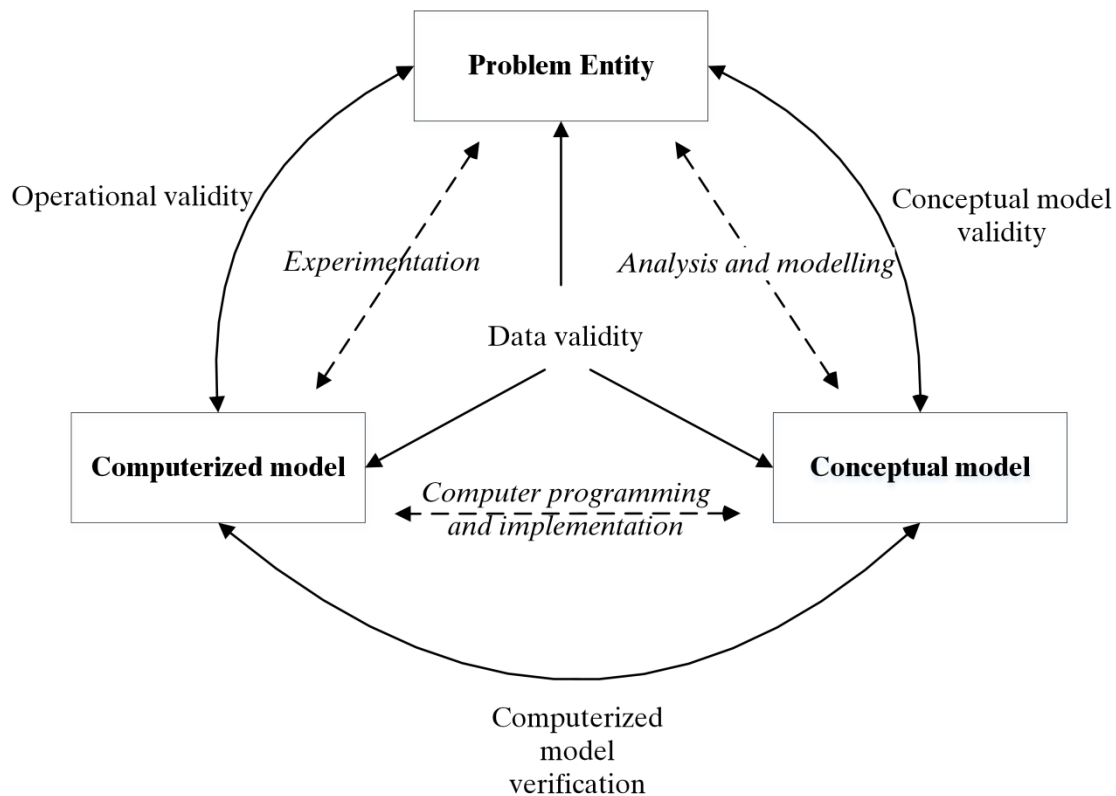 Problem Entity
Operational validity
Conceptual model
validity
Experimentation
Analysis and modelling
Data validity
Computerized model
Conceptual model
Computer programming
and implementation
Computerized
model
verification